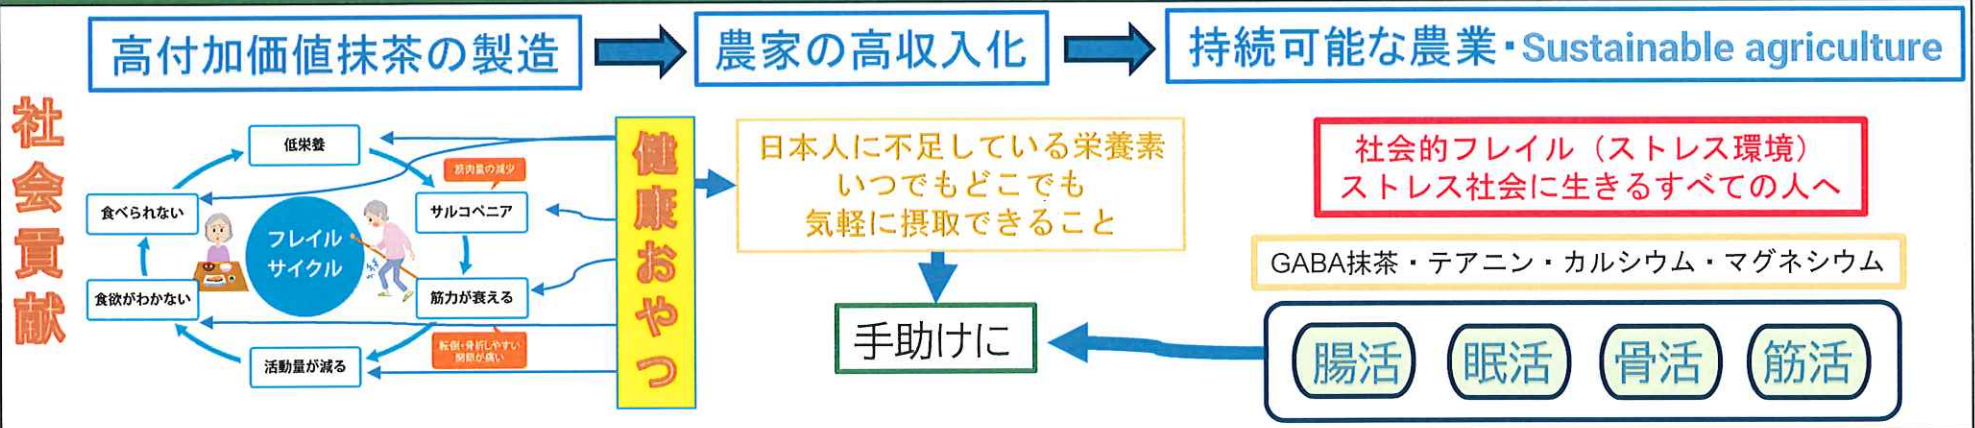 高付加価値抹茶の製造
農家の高収入化
持続可能な農業・Sustainable agriculture
社会貢献
低栄養
筋肉量の減少
サルコペニア
筋力が衰える
転倒・骨折しやすい
関節が痛い
活動量が減る
食欲がわかない
食べられない
フレイル
サイクル
健康おやつ
日本人に不足している栄養素
いつでもどこでも
気軽に摂取できること
手助けに
社会的フレイル（ストレス環境）
ストレス社会に生きるすべての人へ
GABA抹茶・テアニン・カルシウム・マグネシウム
腸活
眠活
骨活
筋活